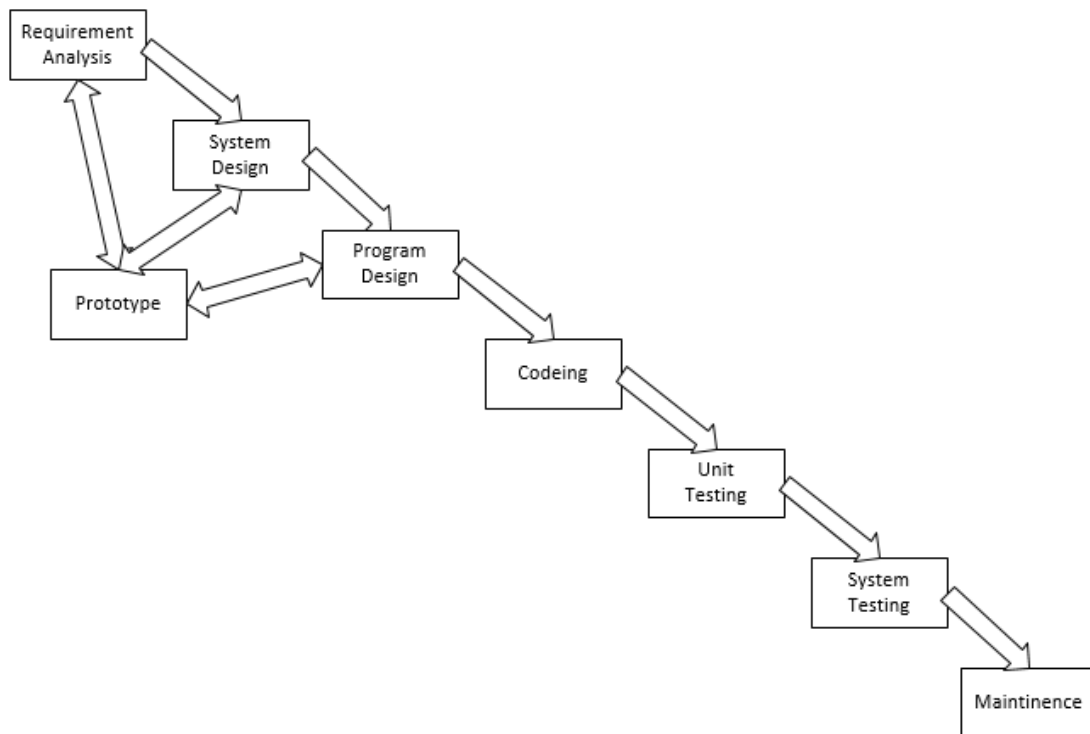 Requirement
Analysis
System
Design
Program
Design
Prototype
Codeing
Unit
Testing
System
Testing
Maintinence